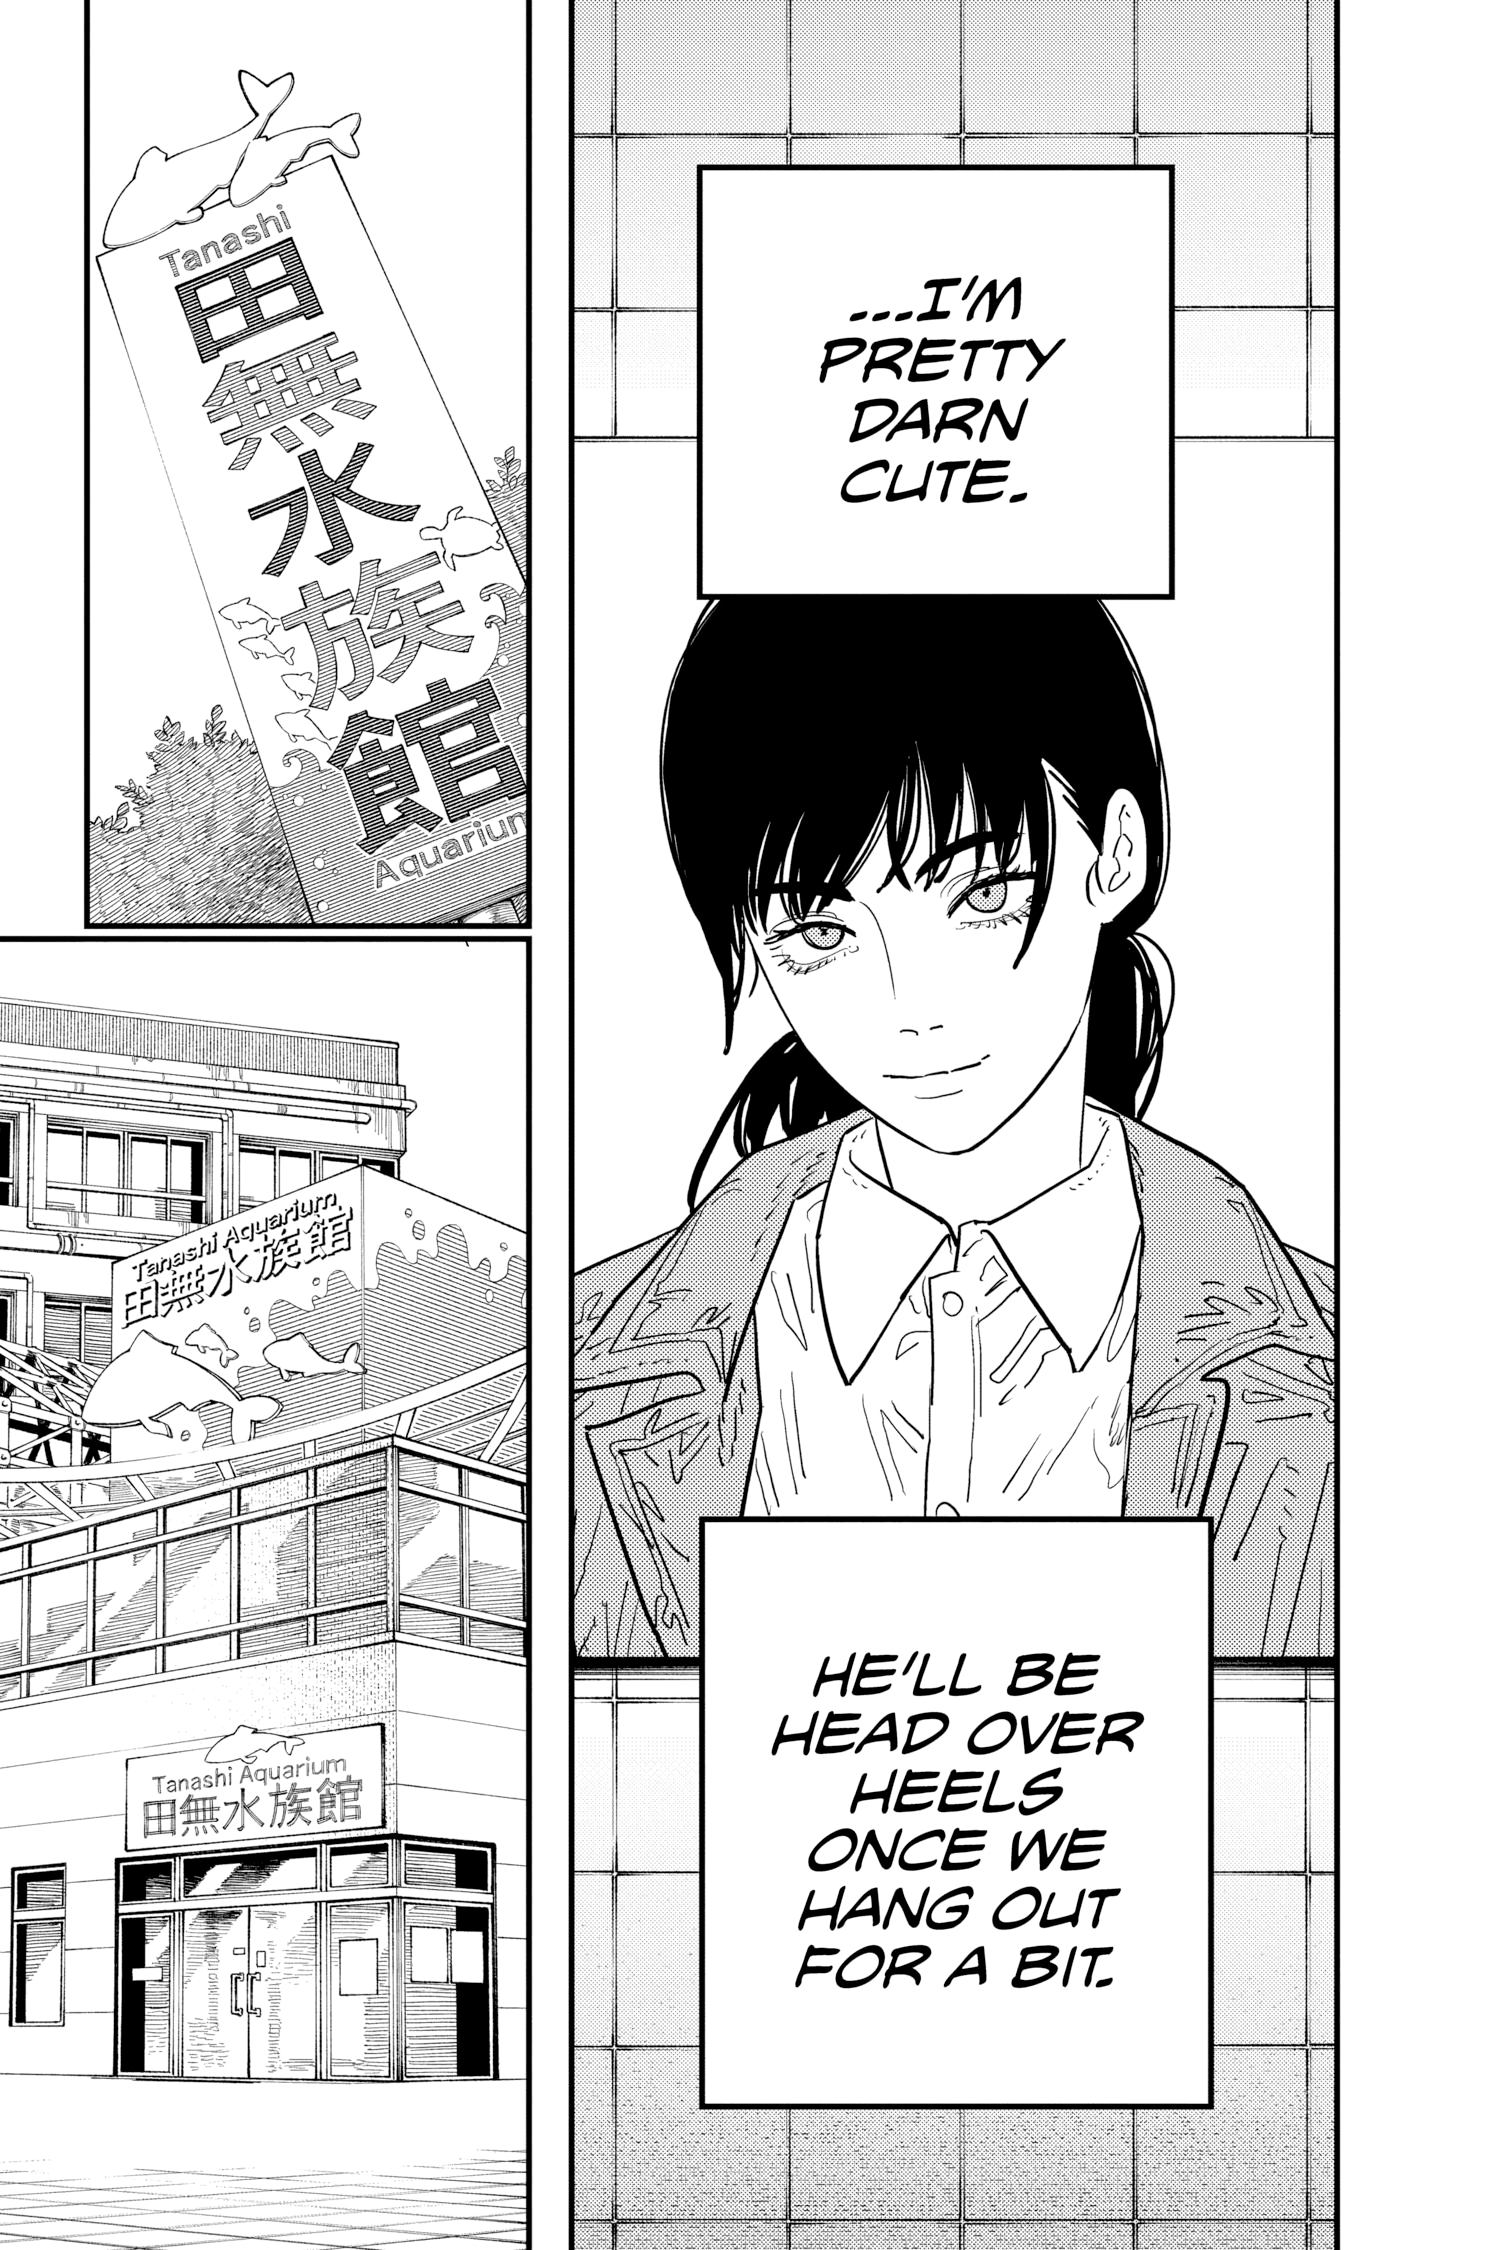 ...I'M
PRETTY
DARN
CUTE.
HE'LL BE
HEAD OVER
HEELS
ONCE WE
HANG OUT
FOR A BIT.
Tanashi
田無水族館
Aquarium
Tanashi Aquarium
田無水族館
Tanashi Aquarium
田無水族館